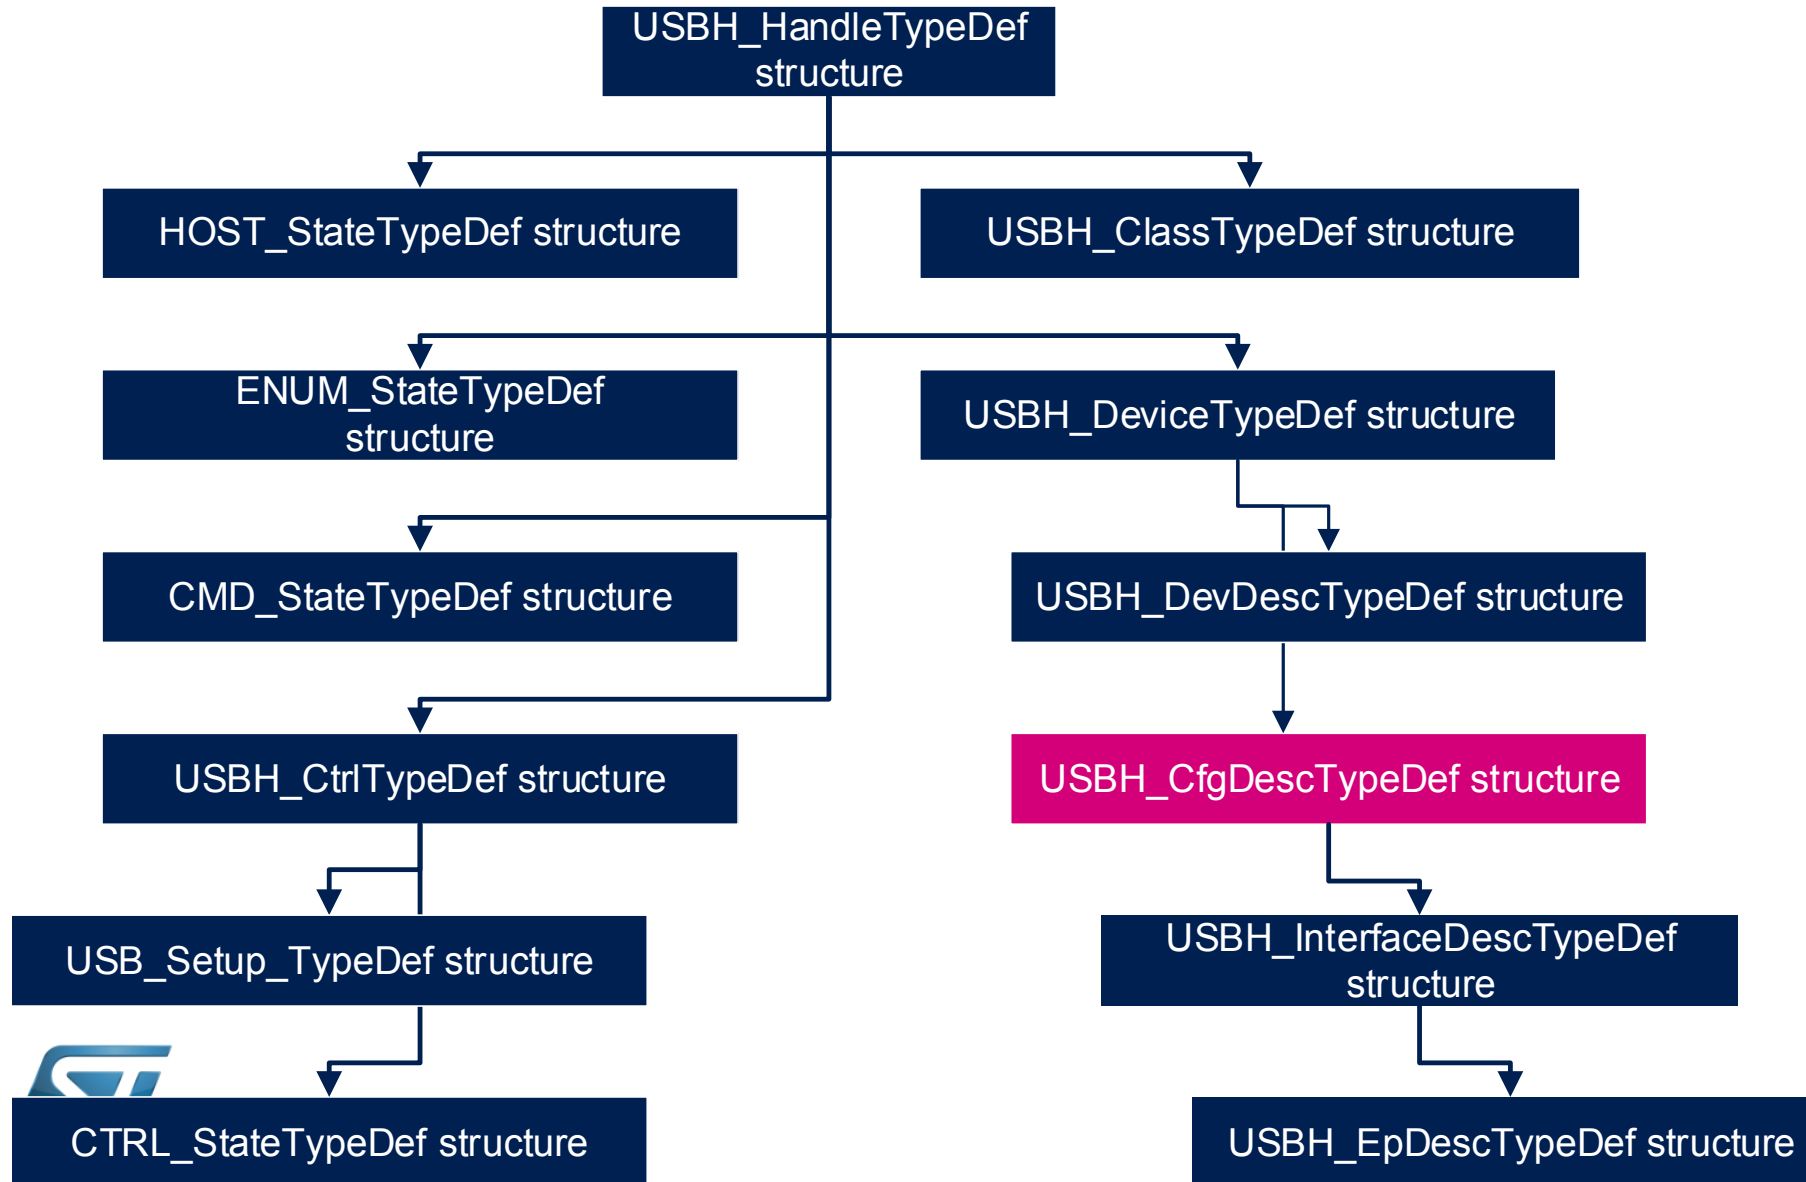 USBH_HandleTypeDef
structure
HOST_StateTypeDef structure
USBH_ClassTypeDef structure
ENUM_StateTypeDef
structure
USBH_DeviceTypeDef structure
CMD_StateTypeDef structure
USBH_DevDescTypeDef structure
USBH_CtrlTypeDef structure
USBH_CfgDescTypeDef structure
USB_Setup_TypeDef structure
USBH_InterfaceDescTypeDef
structure
CTRL_StateTypeDef structure
USBH_EpDescTypeDef structure